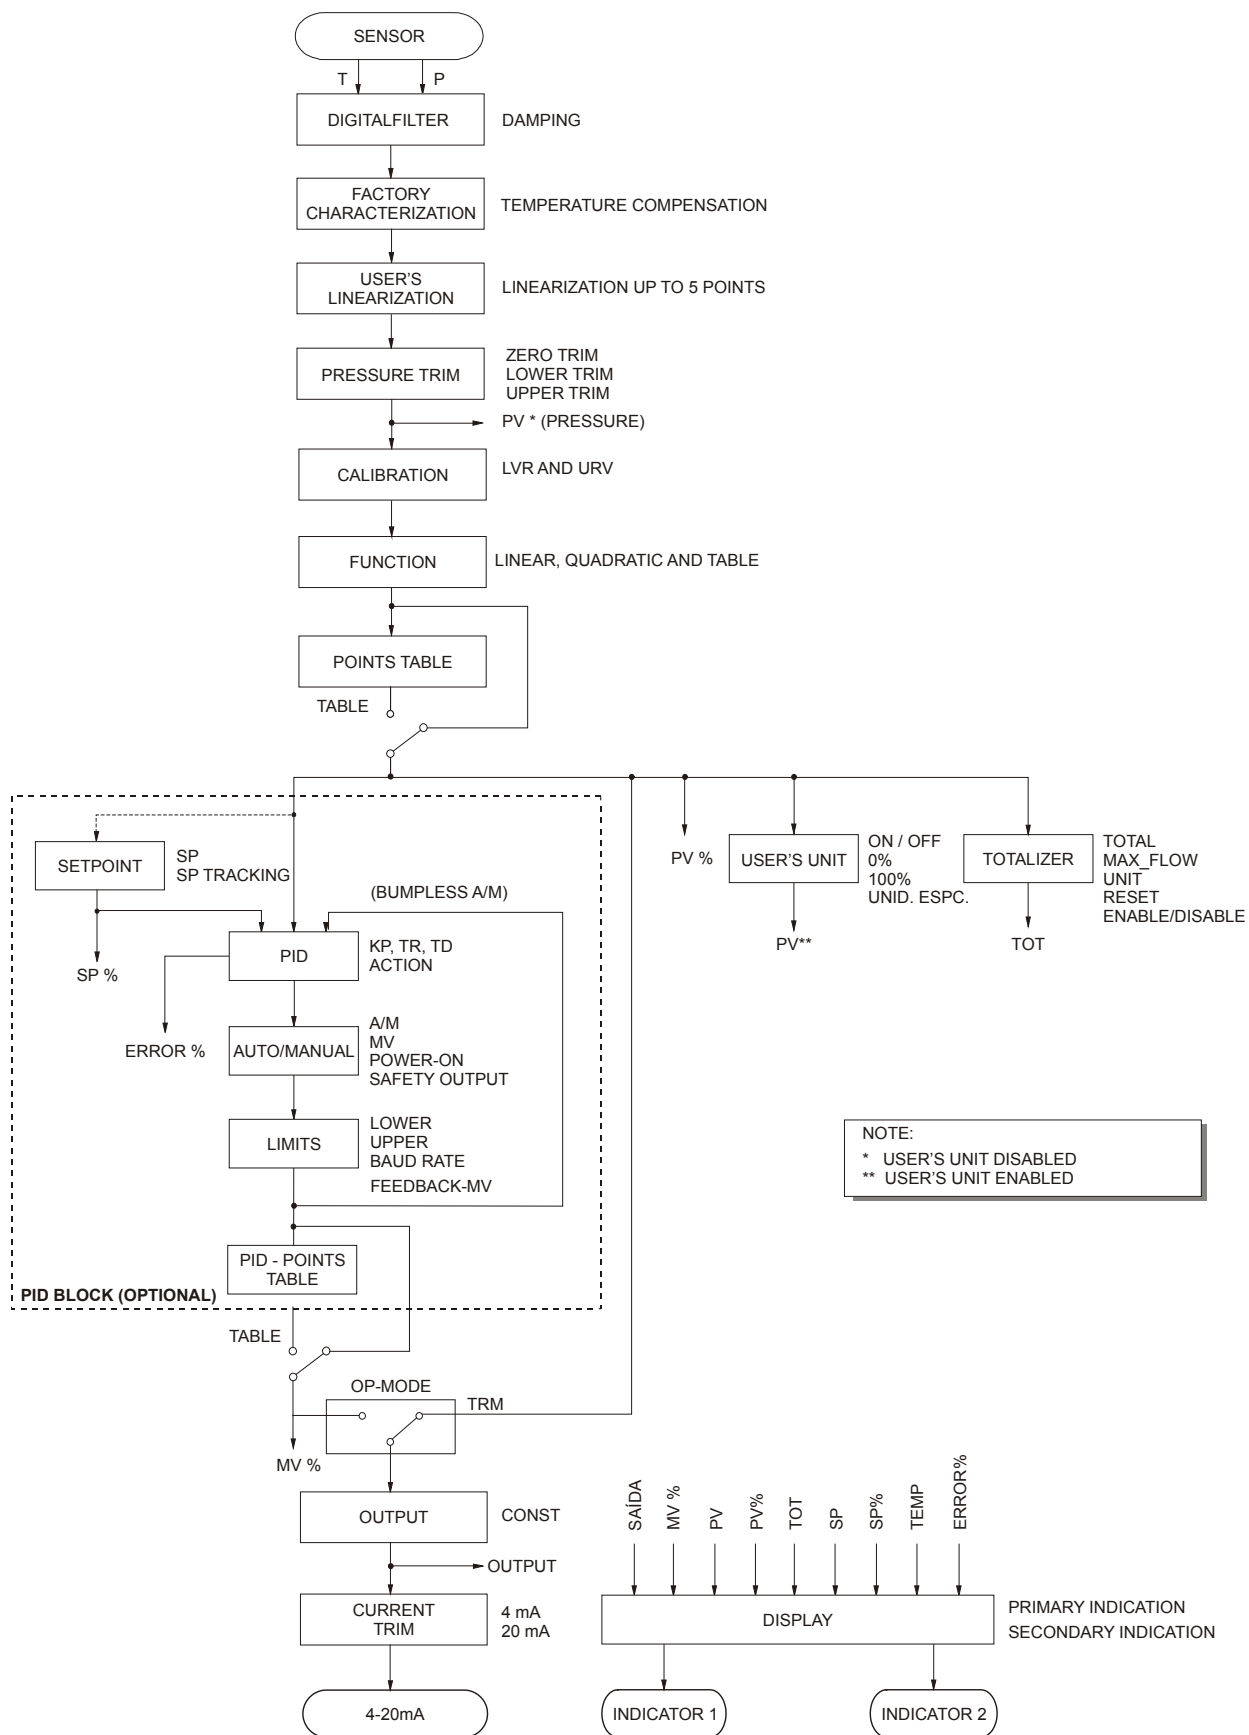 SENSOR
T
P
DIGITALFILTER
DAMPING
FACTORY
CHARACTERIZATION
TEMPERATURE COMPENSATION
USER'S
LINEARIZATION
LINEARIZATION UP TO 5 POINTS
PRESSURE TRIM
ZERO TRIM
LOWER TRIM
UPPER TRIM
PV * (PRESSURE)
CALIBRATION
LVR AND URV
FUNCTION
LINEAR, QUADRATIC AND TABLE
POINTS TABLE
TABLE
SETPOINT
SP
SP TRACKING
PV %
USER'S UNIT
ON / OFF
0%
100%
UNID. ESPC.
TOTALIZER
TOTAL
MAX_FLOW
UNIT
RESET
ENABLE/DISABLE
(BUMPLESS A/M)
PV**
TOT
SP %
PID
KP, TR, TD
ACTION
ERROR %
AUTO/MANUAL
A/M
MV
POWER-ON
SAFETY OUTPUT
LIMITS
LOWER
UPPER
BAUD RATE
FEEDBACK-MV
NOTE:
* USER'S UNIT DISABLED
** USER'S UNIT ENABLED
PID - POINTS
TABLE
PID BLOCK (OPTIONAL)
TABLE
OP-MODE
TRM
MV %
OUTPUT
CONST
OUTPUT
CURRENT
TRIM
4 mA
20 mA
4-20mA
SAÍDA
MV %
PV
PV%
TOT
SP
SP%
TEMP
ERROR%
DISPLAY
PRIMARY INDICATION
SECONDARY INDICATION
INDICATOR 1
INDICATOR 2